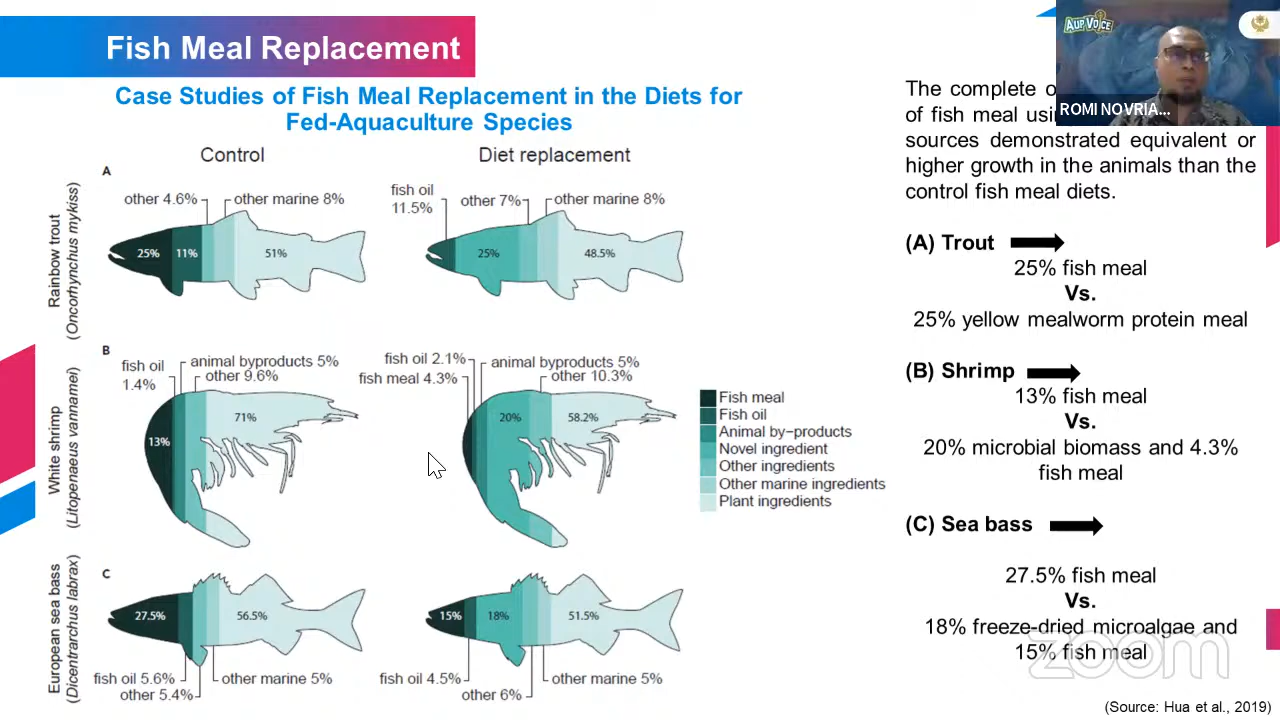 Fish Meal Replacement
Case Studies of Fish Meal Replacement in the Diets for
Fed-Aquaculture Species
Control
Diet replacement
A
Rainbow trout
(Oncorhynchus mykiss)
other 4.6%
other marine 8%
25%
11%
51%
fish oil
11.5%
other 7%
other marine 8%
25%
48.5%
B
White shrimp
(Litopenaeus vannamei)
fish oil
1.4%
animal byproducts 5%
other 9.6%
71%
13%
fish oil 2.1%
fish meal 4.3%
animal byproducts 5%
other 10.3%
20%
58.2%
Fish meal
Fish oil
Animal by-products
Novel ingredient
Other ingredients
Other marine ingredients
Plant ingredients
C
European sea bass
(Dicentrarchus labrax)
27.5%
56.5%
fish oil 5.6%
other 5.4%
other marine 5%
15%
18%
51.5%
fish oil 4.5%
other 6%
other marine 5%
AUP VOICE
ROMI NOVRIA...
The complete o
of fish meal usi
sources demonstrated equivalent or
higher growth in the animals than the
control fish meal diets.
(A) Trout
25% fish meal
Vs.
25% yellow mealworm protein meal
(B) Shrimp
13% fish meal
Vs.
20% microbial biomass and 4.3%
fish meal
(C) Sea bass
27.5% fish meal
Vs.
18% freeze-dried microalgae and
15% fish meal
zoom
(Source: Hua et al., 2019)